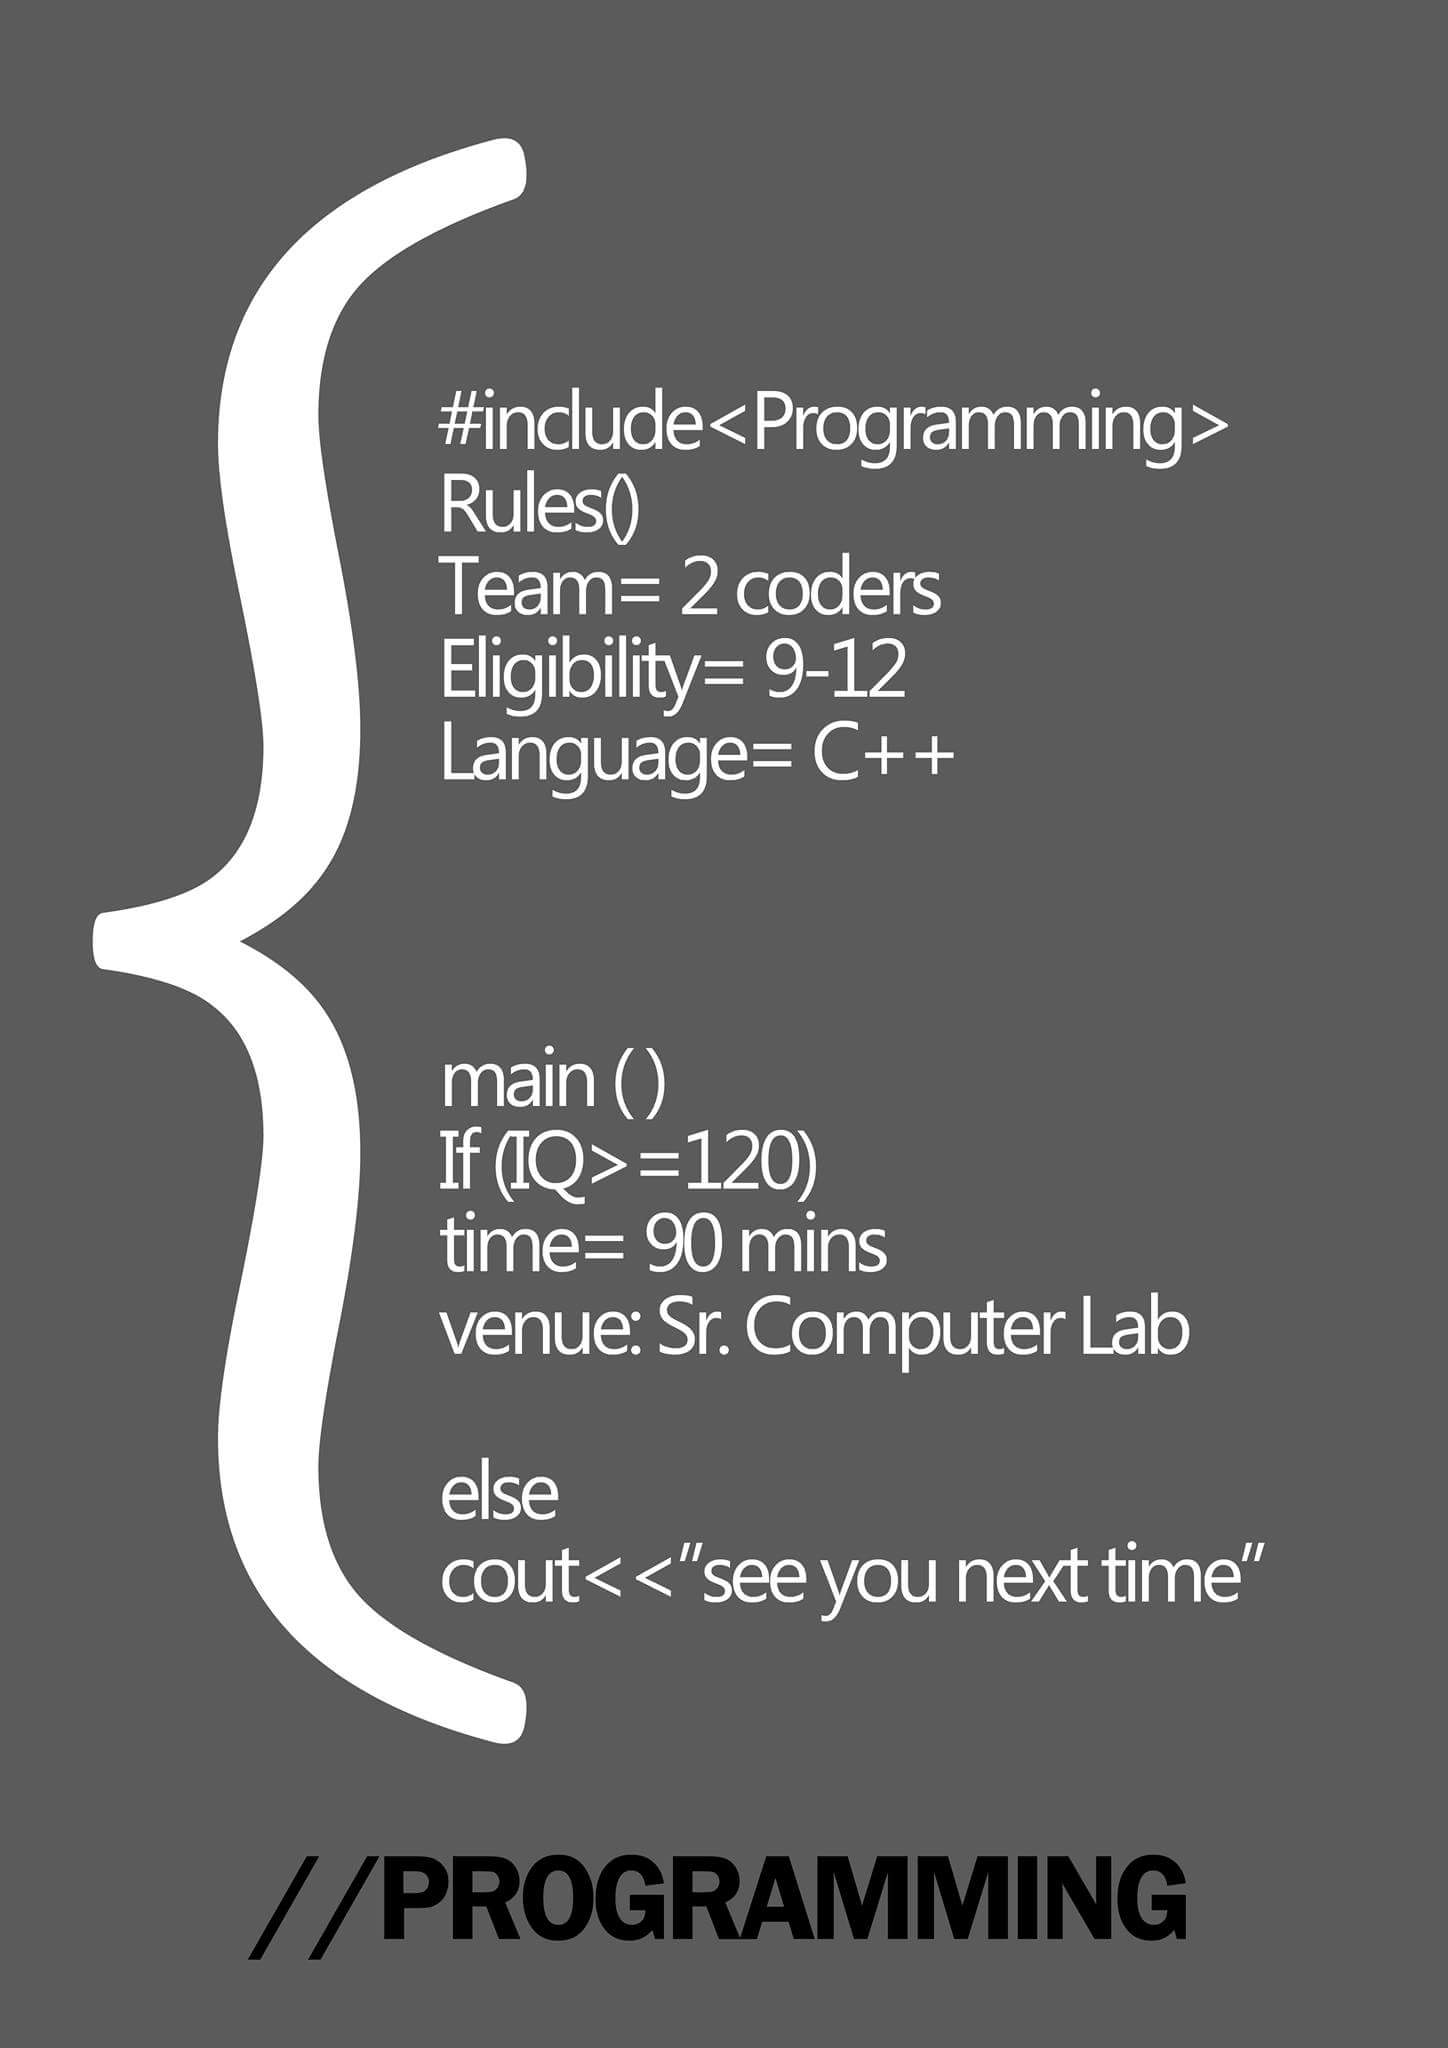 {
#include<Programming>
Rules()
Team= 2 coders
Eligibility= 9-12
Language= C++
main ( )
If (IQ>=120)
time= 90 mins
venue: Sr. Computer Lab
else
cout<<"see you next time"
//PROGRAMMING